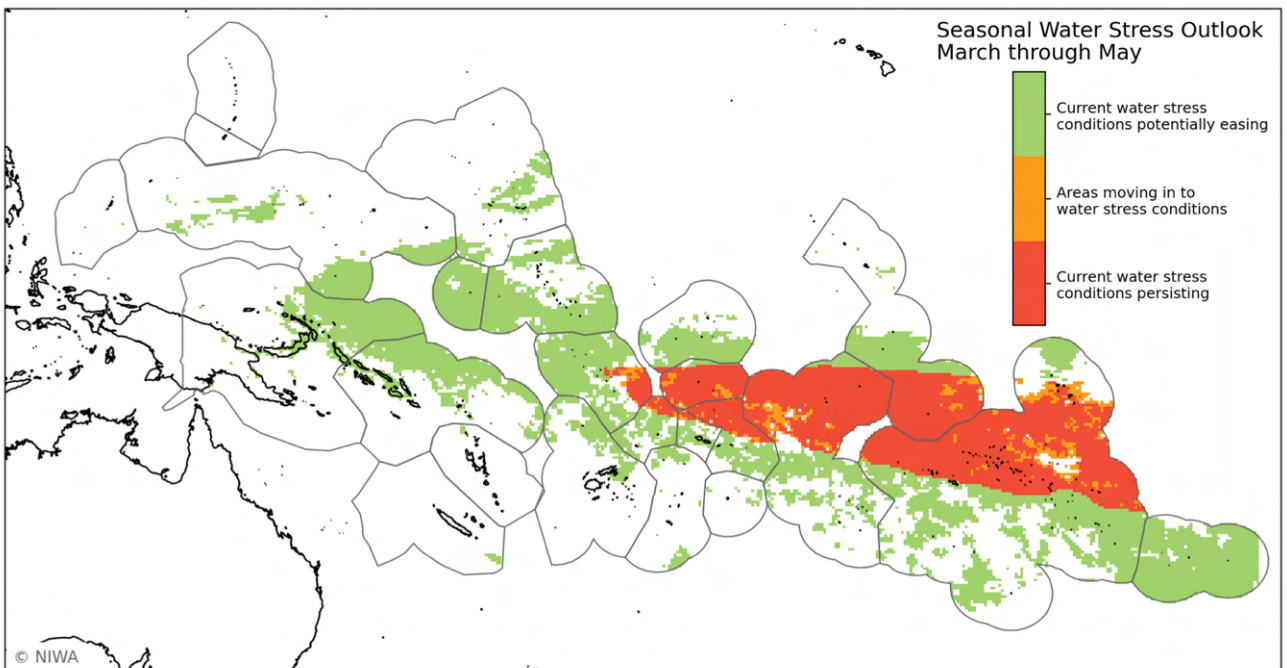 Seasonal Water Stress Outlook
March through May
Current water stress
conditions potentially easing
Areas moving in to
water stress conditions
Current water stress
conditions persisting
© NIWA